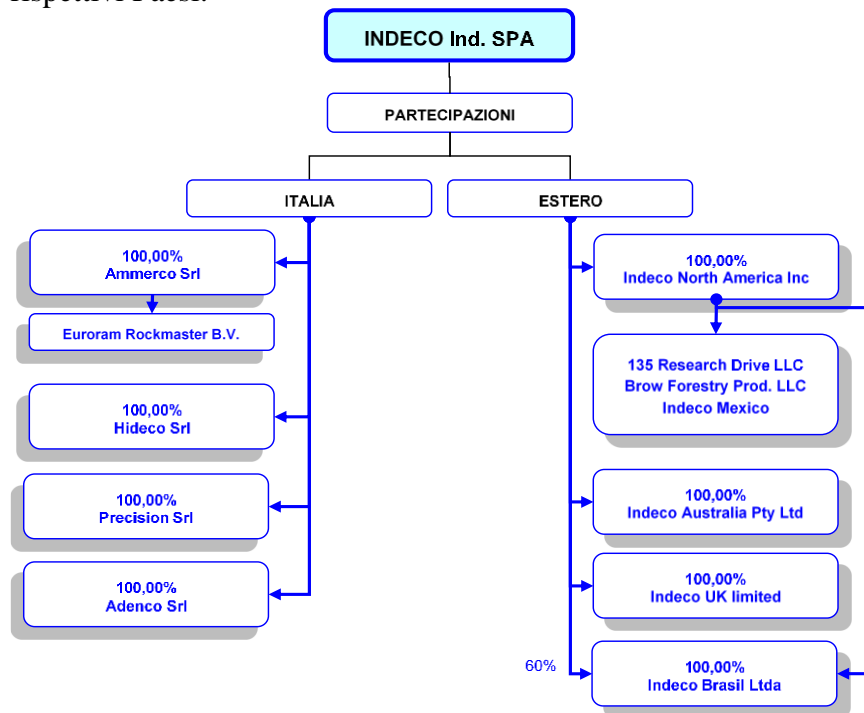 INDECO Ind. SPA
PARTECIPAZIONI
ITALIA
ESTERO
100,00%
Ammerco Srl
Euroram Rockmaster B.V.
100,00%
Hideco Srl
100,00%
Precision Srl
100,00%
Adenco Srl
100,00%
Indeco North America Inc
135 Research Drive LLC
Brow Forestry Prod. LLC
Indeco Mexico
100,00%
Indeco Australia Pty Ltd
100,00%
Indeco UK limited
60%
100,00%
Indeco Brasil Ltda